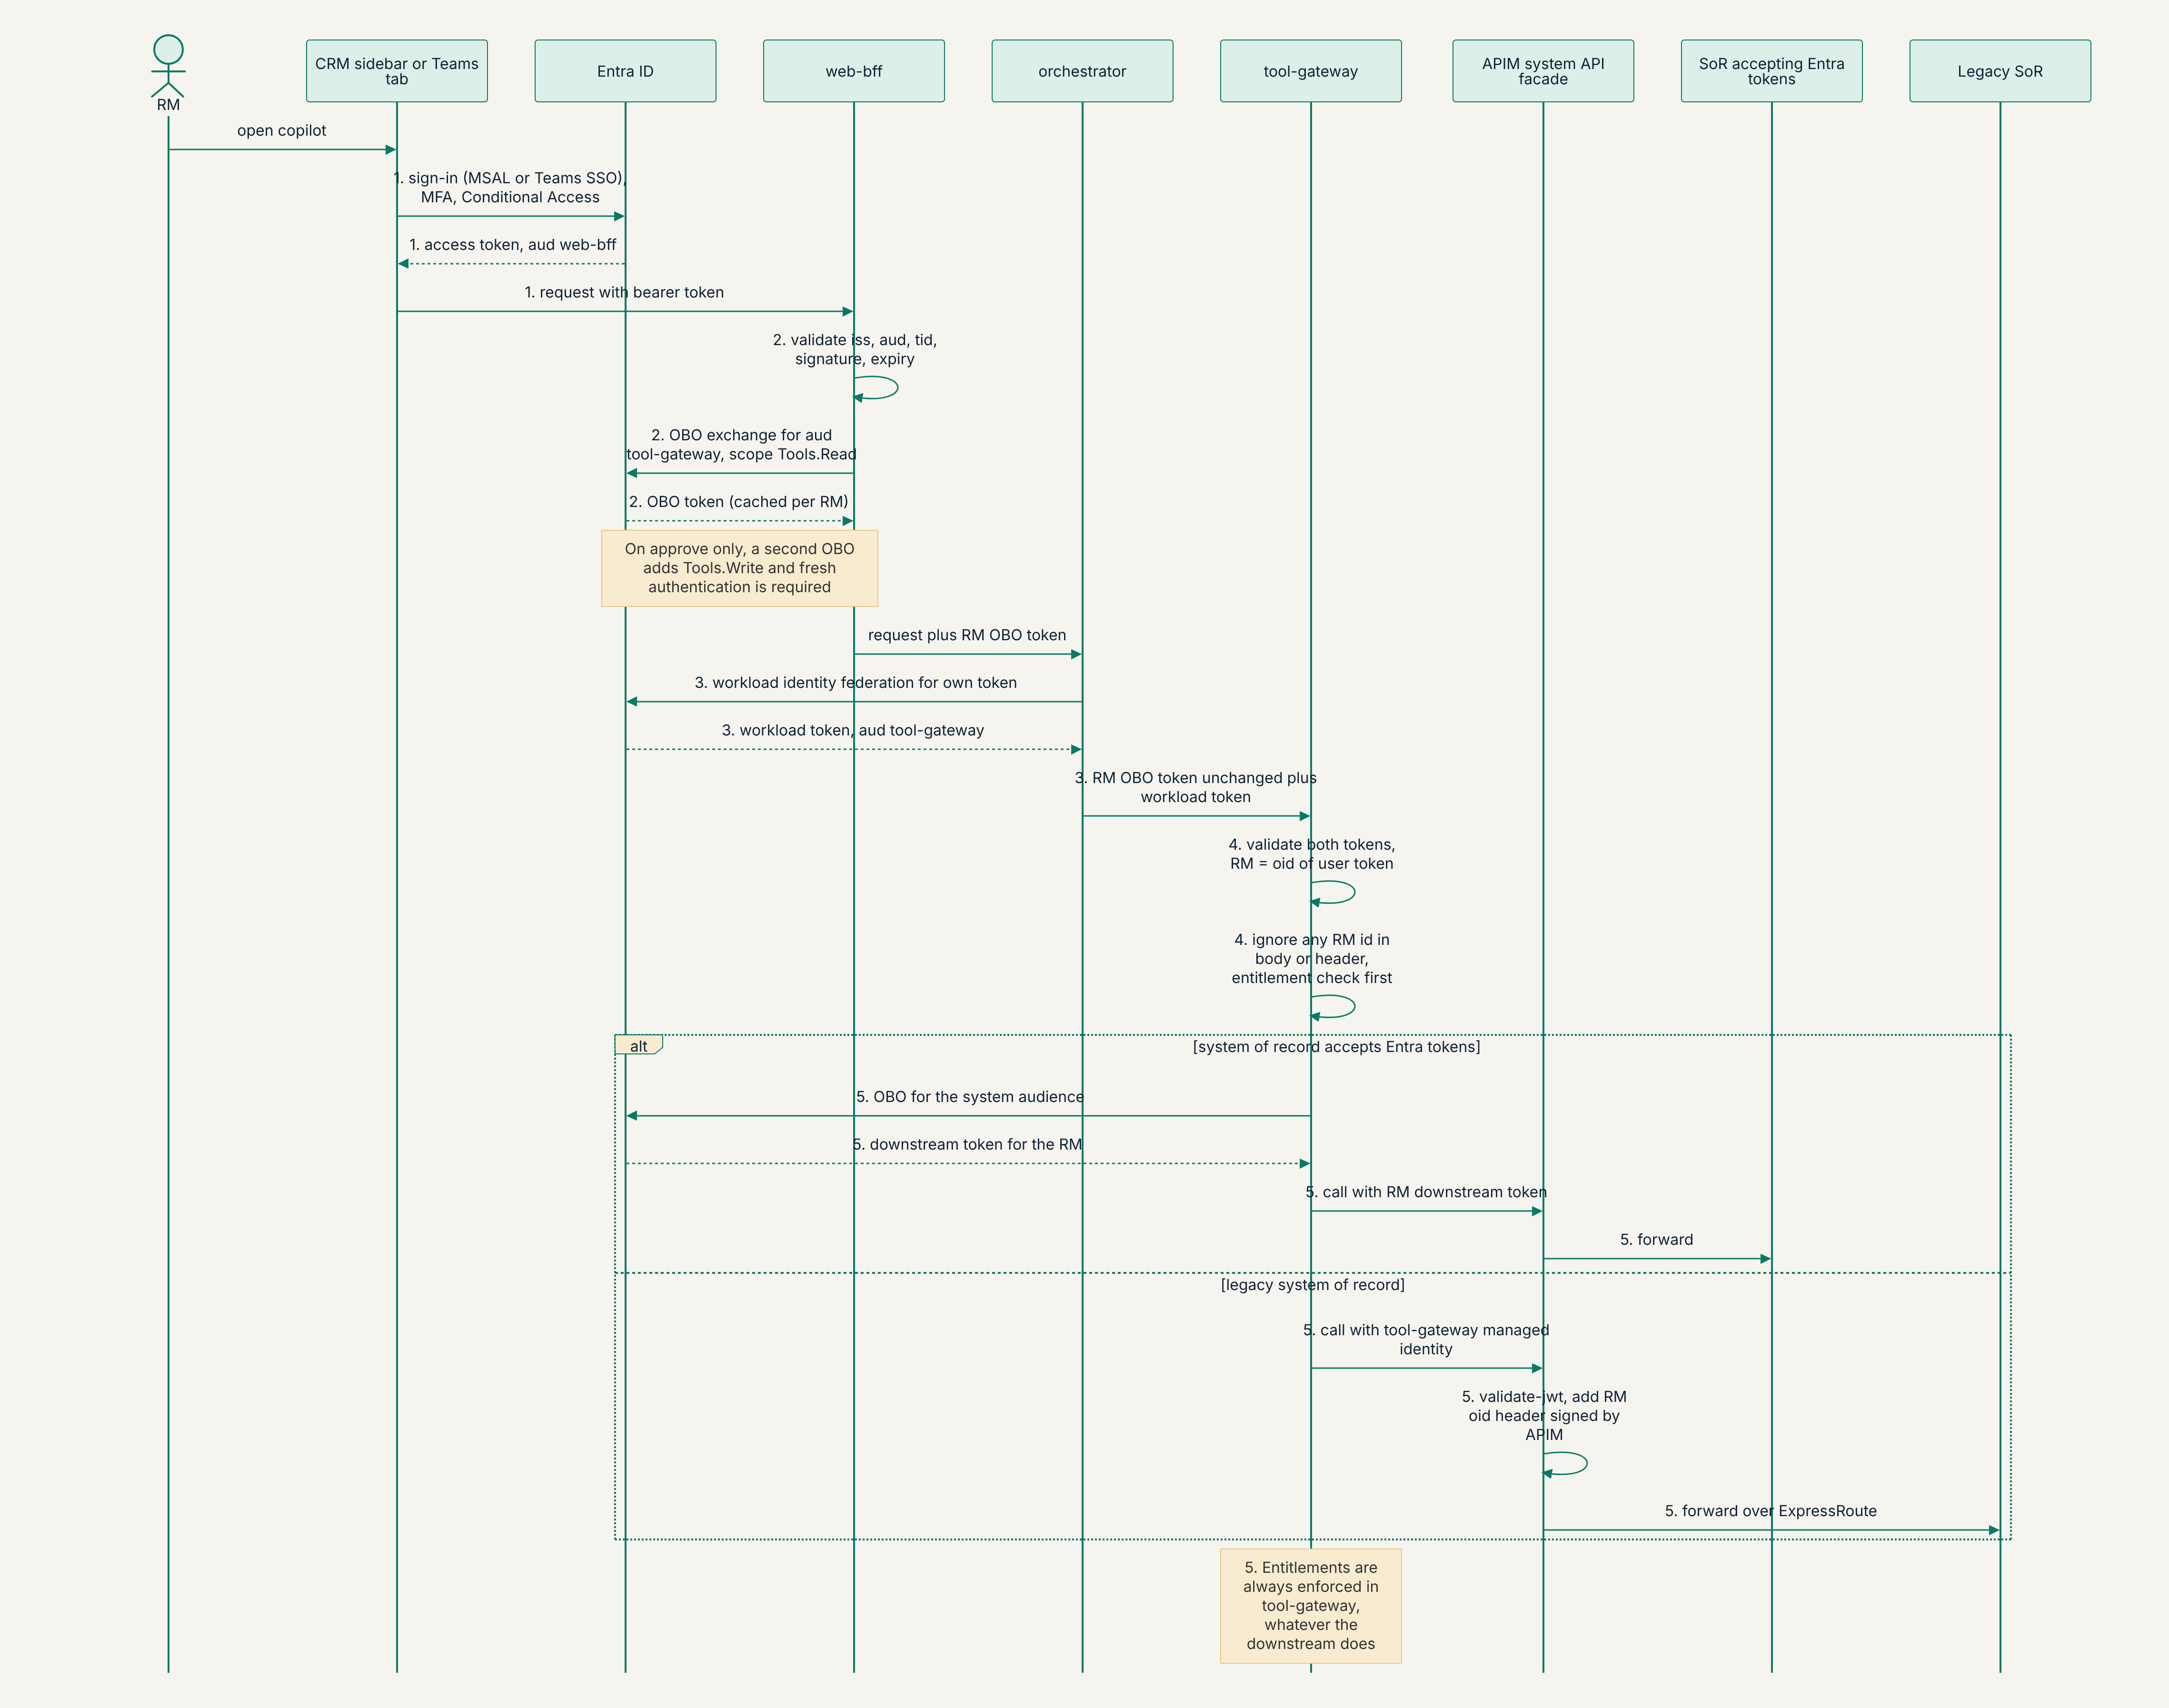 RM
CRM sidebar or Teams
tab
Entra ID
web-bff
orchestrator
tool-gateway
APIM system API
facade
SoR accepting Entra
tokens
Legacy SoR
open copilot
1. sign-in (MSAL or Teams SSO),
MFA, Conditional Access
1. access token, aud web-bff
1. request with bearer token
2. validate iss, aud, tid,
signature, expiry
2. OBO exchange for aud
tool-gateway, scope Tools.Read
2. OBO token (cached per RM)
On approve only, a second OBO
adds Tools.Write and fresh
authentication is required
request plus RM OBO token
3. workload identity federation for own token
3. workload token, aud tool-gateway
3. RM OBO token unchanged plus
workload token
4. validate both tokens,
RM = oid of user token
4. ignore any RM id in
body or header,
entitlement check first
alt
[system of record accepts Entra tokens]
5. OBO for the system audience
5. downstream token for the RM
5. call with RM downstream token
5. forward
[legacy system of record]
5. call with tool-gateway managed
identity
5. validate-jwt, add RM
oid header signed by
APIM
5. forward over ExpressRoute
5. Entitlements are
always enforced in
tool-gateway,
whatever the
downstream does